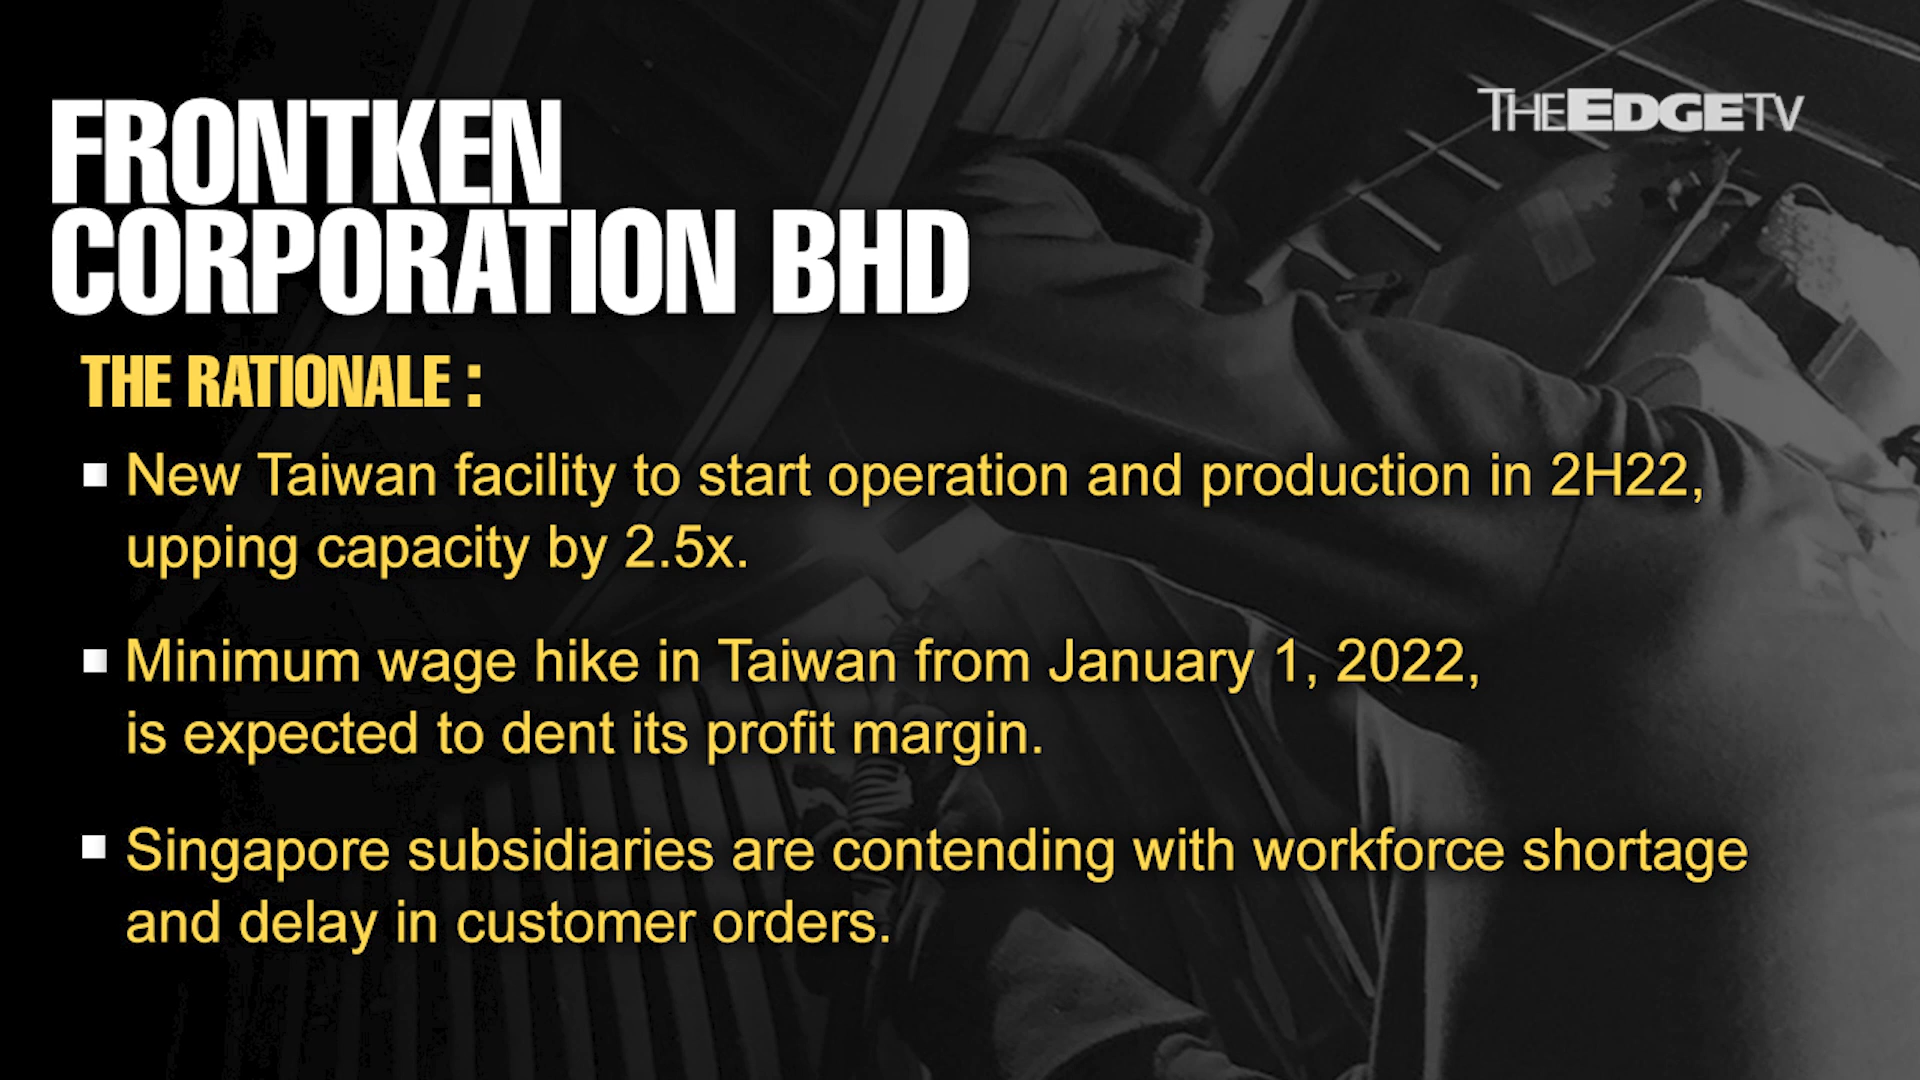 FRONTKEN
CORPORATION BHD
THEEDGETV
THE RATIONALE :
New Taiwan facility to start operation and production in 2H22,
upping capacity by 2.5x.
Minimum wage hike in Taiwan from January 1, 2022,
is expected to dent its profit margin.
Singapore subsidiaries are contending with workforce shortage
and delay in customer orders.